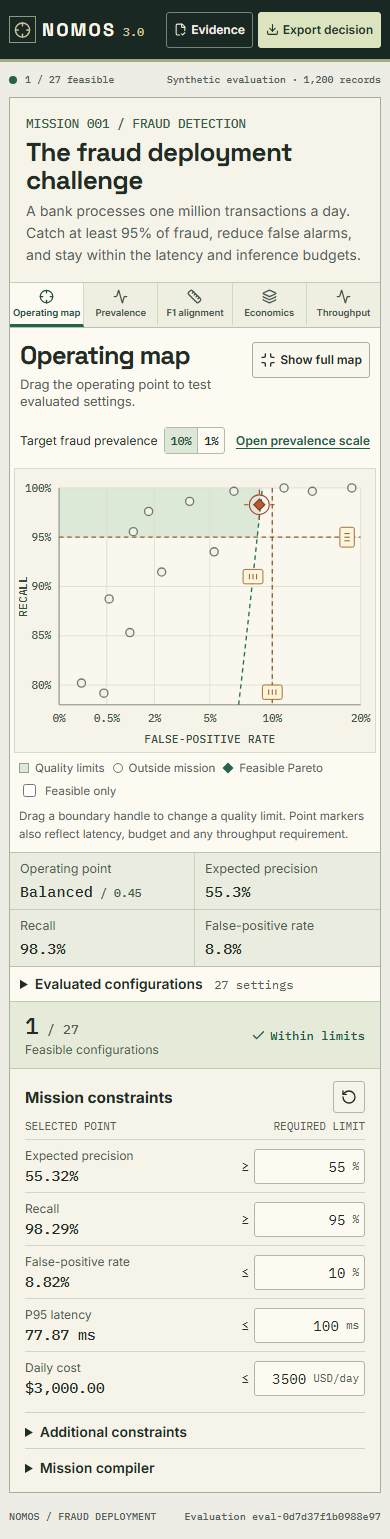 NOMOS 3.0
Evidence
Export decision
1 / 27 feasible
Synthetic evaluation · 1,200 records
MISSION 001 / FRAUD DETECTION
The fraud deployment
challenge
A bank processes one million transactions a day.
Catch at least 95% of fraud, reduce false alarms,
and stay within the latency and inference budgets.
Operating map
Prevalence
F1 alignment
Economics
Throughput
Operating map
Show full map
Drag the operating point to test
evaluated settings.
Target fraud prevalence 10% 1% Open prevalence scale
100%
95%
90%
85%
80%
RECALL
0% 0.5% 2% 5% 10% 20%
FALSE-POSITIVE RATE
Quality limits Outside mission Feasible Pareto
Feasible only
Drag a boundary handle to change a quality limit. Point markers
also reflect latency, budget and any throughput requirement.
Operating point
Balanced / 0.45
Expected precision
55.3%
Recall
98.3%
False-positive rate
8.8%
Evaluated configurations 27 settings
1 / 27
Feasible configurations
Within limits
Mission constraints
SELECTED POINT REQUIRED LIMIT
Expected precision
55.32%
≥ 55 %
Recall
98.29%
≥ 95 %
False-positive rate
8.82%
≤ 10 %
P95 latency
77.87 ms
≤ 100 ms
Daily cost
$3,000.00
≤ 3500 USD/day
Additional constraints
Mission compiler
NOMOS / FRAUD DEPLOYMENT
Evaluation eval-0d7d37f1b0988e97